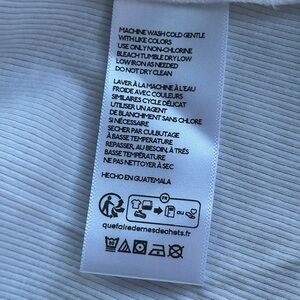 MACHINE WASH COLD GENTLE
WITH LIKE COLORS
USE ONLY NON-CHLORINE
BLEACH TUMBLE DRY LOW
LOW IRON AS NEEDED
DO NOT DRY CLEAN
LAVER À LA MACHINE À L'EAU
FROIDE AVEC COULEURS
SIMILAIRES CYCLE DÉLICAT
UTILISER UN AGENT
DE BLANCHIMENT SANS CHLORE
SI NÉCESSAIRE
SÉCHER PAR CULBUTAGE
À BASSE TEMPÉRATURE
REPASSER, AU BESOIN, À TRÈS
BASSE TEMPÉRATURE
NE PAS NETTOYER À SEC
HECHO EN GUATEMALA
FR
ou
quefairedemesdechets.fr